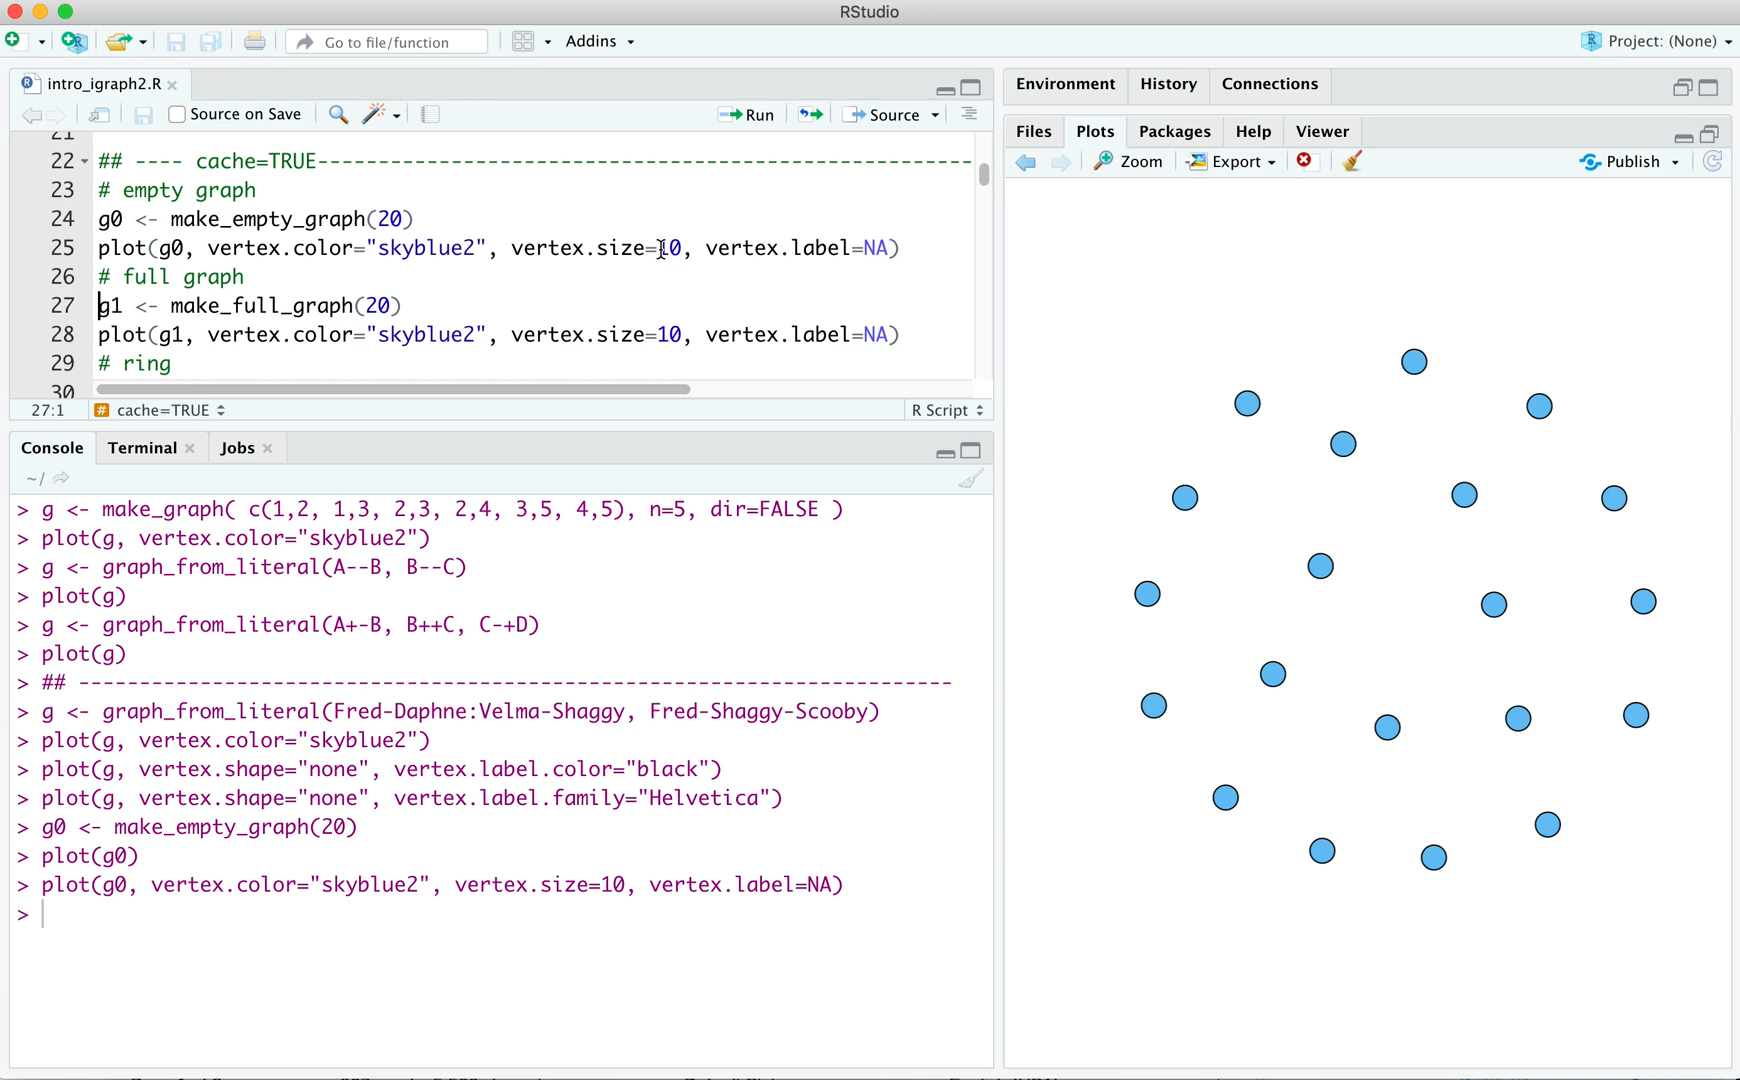 RStudio
Go to file/function
Addins
Project: (None)
intro_igraph2.R
Source on Save
Run
Source
21
22 ## ---- cache=TRUE------------------------------------------------------
23 # empty graph
24 g0 <- make_empty_graph(20)
25 plot(g0, vertex.color="skyblue2", vertex.size=10, vertex.label=NA)
26 # full graph
27 g1 <- make_full_graph(20)
28 plot(g1, vertex.color="skyblue2", vertex.size=10, vertex.label=NA)
29 # ring
30
27:1
# cache=TRUE
R Script
Console
Terminal
Jobs
~/
> g <- make_graph( c(1,2, 1,3, 2,3, 2,4, 3,5, 4,5), n=5, dir=FALSE )
> plot(g, vertex.color="skyblue2")
> g <- graph_from_literal(A--B, B--C)
> plot(g)
> g <- graph_from_literal(A+-B, B++C, C-+D)
> plot(g)
> ## ------------------------------------------------------------------------
> g <- graph_from_literal(Fred-Daphne:Velma-Shaggy, Fred-Shaggy-Scooby)
> plot(g, vertex.color="skyblue2")
> plot(g, vertex.shape="none", vertex.label.color="black")
> plot(g, vertex.shape="none", vertex.label.family="Helvetica")
> g0 <- make_empty_graph(20)
> plot(g0)
> plot(g0, vertex.color="skyblue2", vertex.size=10, vertex.label=NA)
>
Environment
History
Connections
Files
Plots
Packages
Help
Viewer
Zoom
Export
Publish